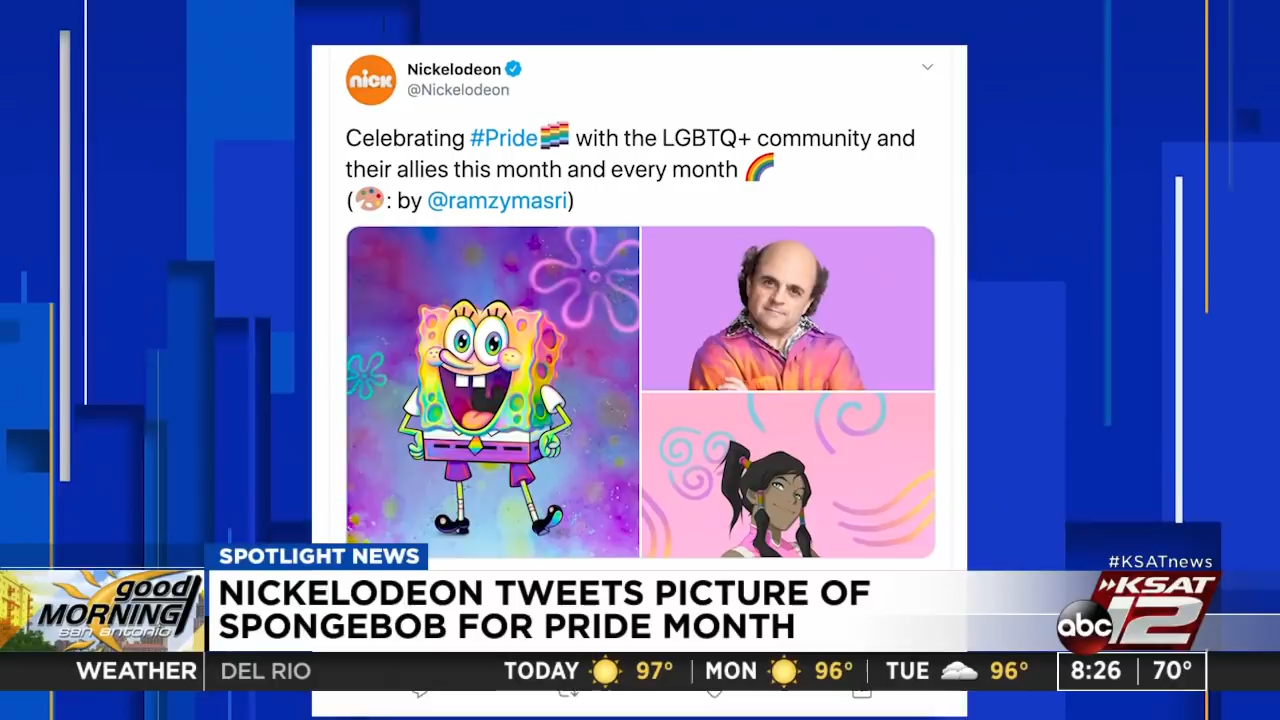 nick
Nickelodeon
@Nickelodeon
Celebrating #Pride with the LGBTQ+ community and
their allies this month and every month
(: by @ramzymasri)
SPOTLIGHT NEWS
NICKELODEON TWEETS PICTURE OF
SPONGEBOB FOR PRIDE MONTH
good
MORNING
san antonio
#KSATnews
KSAT
abc 12
WEATHER DEL RIO TODAY 97° MON 96° TUE 96° 8:26 70°